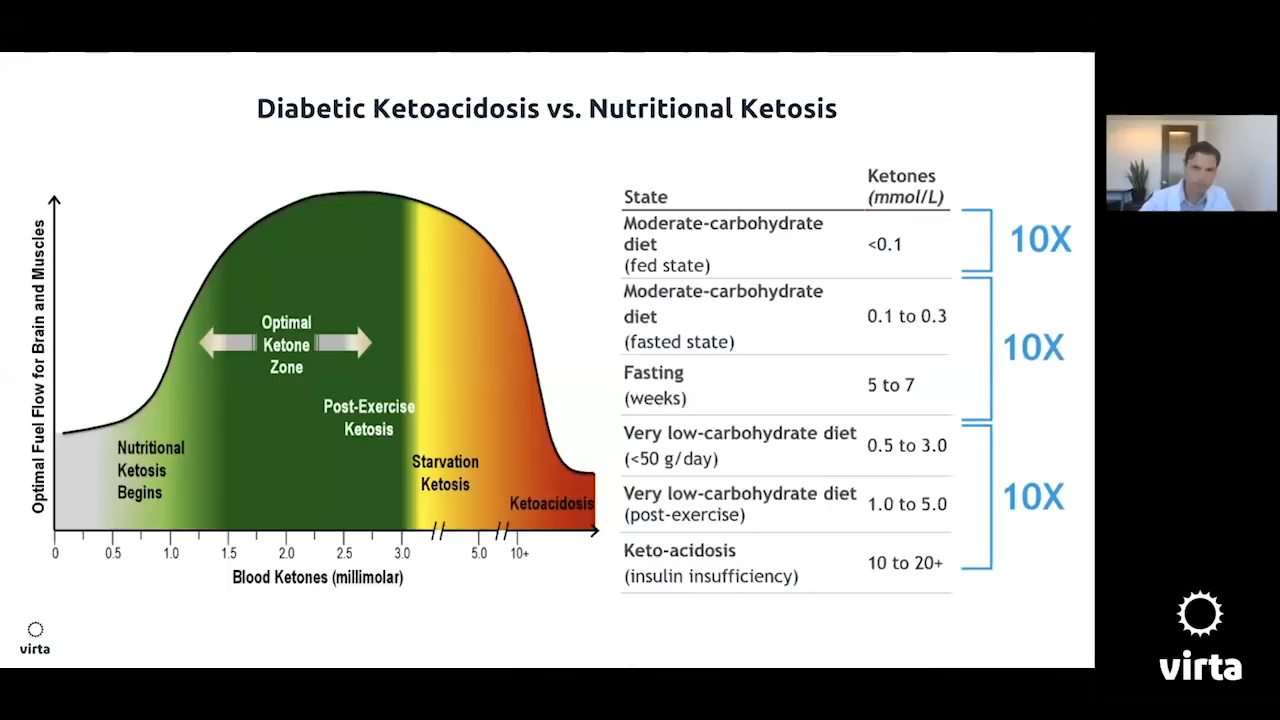 Diabetic Ketoacidosis vs. Nutritional Ketosis
Optimal Fuel Flow for Brain and Muscles
Optimal
Ketone
Zone
Post-Exercise
Ketosis
Nutritional
Ketosis
Begins
Starvation
Ketosis
Ketoacidosis
0 0.5 1.0 1.5 2.0 2.5 3.0 5.0 10+
Blood Ketones (millimolar)
State Ketones
(mmol/L)
Moderate-carbohydrate
diet <0.1
(fed state)
Moderate-carbohydrate
diet 0.1 to 0.3
(fasted state)
Fasting 5 to 7
(weeks)
Very low-carbohydrate diet 0.5 to 3.0
(<50 g/day)
Very low-carbohydrate diet 1.0 to 5.0
(post-exercise)
Keto-acidosis 10 to 20+
(insulin insufficiency)
10X
10X
10X
virta
virta